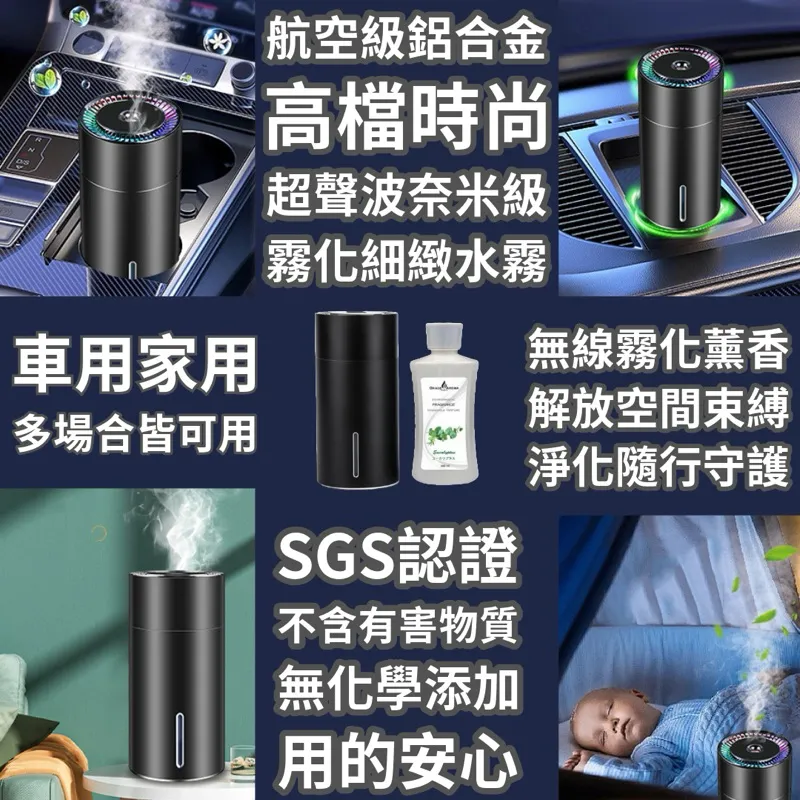 航空級鋁合金
高檔時尚
超聲波奈米級
霧化細緻水霧
車用家用
多場合皆可用
無線霧化薰香
解放空間束縛
淨化隨行守護
Eucalyptus
SGS認證
不含有害物質
無化學添加
用的安心